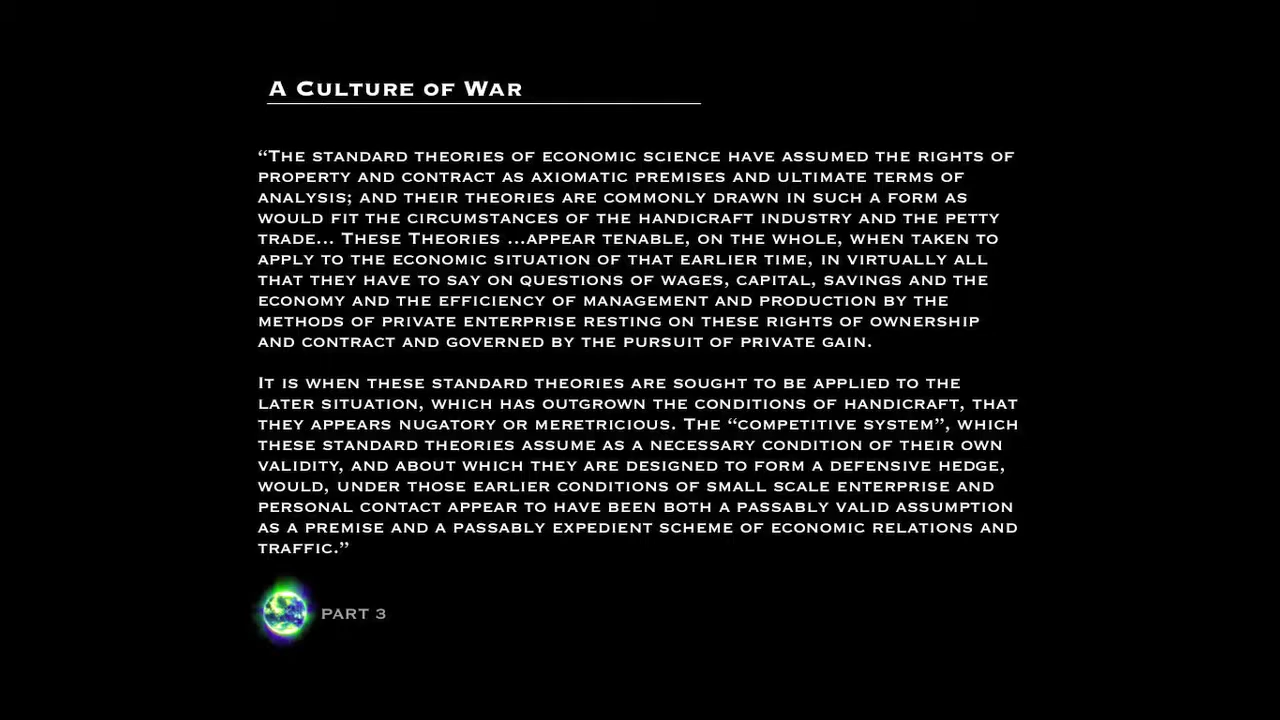 A Culture of War
“The standard theories of economic science have assumed the rights of
property and contract as axiomatic premises and ultimate terms of
analysis; and their theories are commonly drawn in such a form as
would fit the circumstances of the handicraft industry and the petty
trade... These Theories ...appear tenable, on the whole, when taken to
apply to the economic situation of that earlier time, in virtually all
that they have to say on questions of wages, capital, savings and the
economy and the efficiency of management and production by the
methods of private enterprise resting on these rights of ownership
and contract and governed by the pursuit of private gain.
It is when these standard theories are sought to be applied to the
later situation, which has outgrown the conditions of handicraft, that
they appears nugatory or meretricious. The “competitive system”, which
these standard theories assume as a necessary condition of their own
validity, and about which they are designed to form a defensive hedge,
would, under those earlier conditions of small scale enterprise and
personal contact appear to have been both a passably valid assumption
as a premise and a passably expedient scheme of economic relations and
traffic.”
PART 3